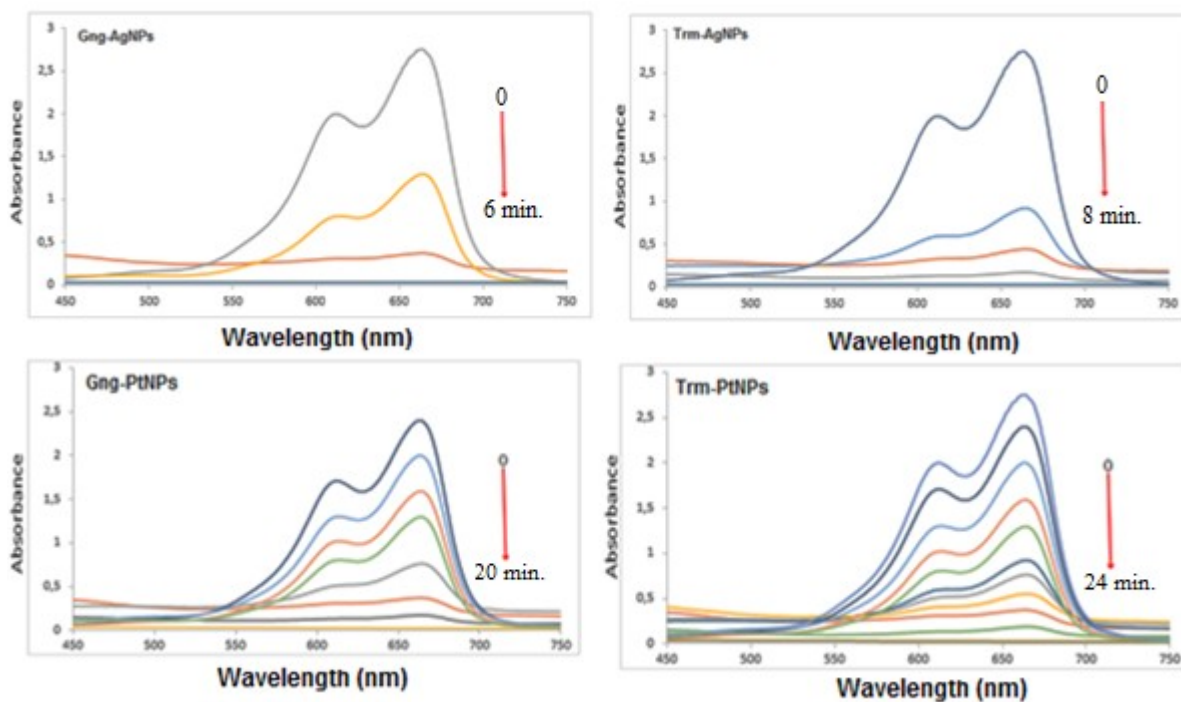 Gng-AgNPs
Absorbance
3
2,5
2
1,5
1
0,5
0
450 500 550 600 650 700 750
Wavelength (nm)
0
6 min.
Trm-AgNPs
Absorbance
3
2,5
2
1,5
1
0,5
0
450 500 550 600 650 700 750
Wavelength (nm)
0
8 min.
Gng-PtNPs
Absorbance
3
2,5
2
1,5
1
0,5
0
450 500 550 600 650 700 750
Wavelength (nm)
0
20 min.
Trm-PtNPs
Absorbance
3
2,5
2
1,5
1
0,5
0
450 500 550 600 650 700 750
Wavelength (nm)
0
24 min.